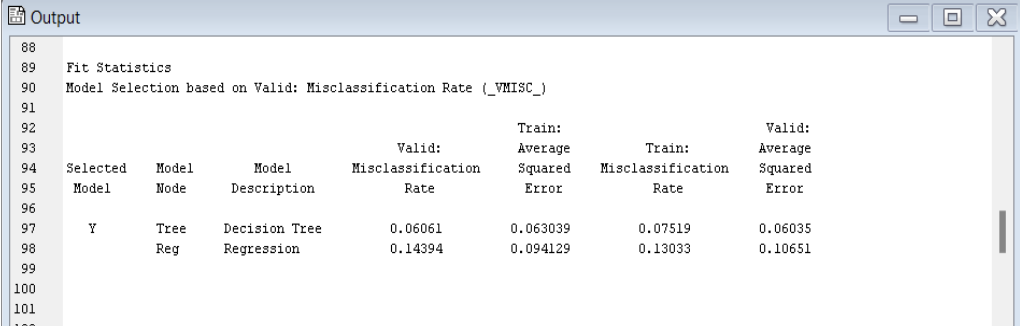 Output
88
89 Fit Statistics
90 Model Selection based on Valid: Misclassification Rate (_VMISC_)
91
92 Train: Valid:
93 Valid: Average Train: Average
94 Selected Model Model Misclassification Squared Misclassification Squared
95 Model Node Description Rate Error Rate Error
96
97 Y Tree Decision Tree 0.06061 0.063039 0.07519 0.06035
98 Reg Regression 0.14394 0.094129 0.13033 0.10651
99
100
101